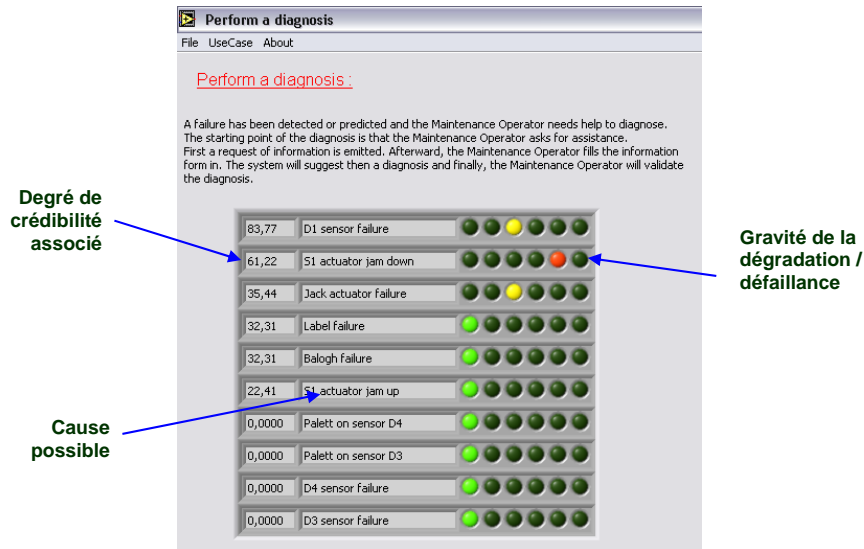 Perform a diagnosis
File UseCase About
Perform a diagnosis :
A failure has been detected or predicted and the Maintenance Operator needs help to diagnose.
The starting point of the diagnosis is that the Maintenance Operator asks for assistance.
First a request of information is emitted. Afterward, the Maintenance Operator fills the information
form in. The system will suggest then a diagnosis and finally, the Maintenance Operator will validate
the diagnosis.
Degré de
crédibilité
associé
83,77 D1 sensor failure
61,22 S1 actuator jam down
35,44 Jack actuator failure
32,31 Label failure
32,31 Balogh failure
22,41 S1 actuator jam up
0,0000 Palett on sensor D4
0,0000 Palett on sensor D3
0,0000 D4 sensor failure
0,0000 D3 sensor failure
Gravité de la
dégradation /
défaillance
Cause
possible